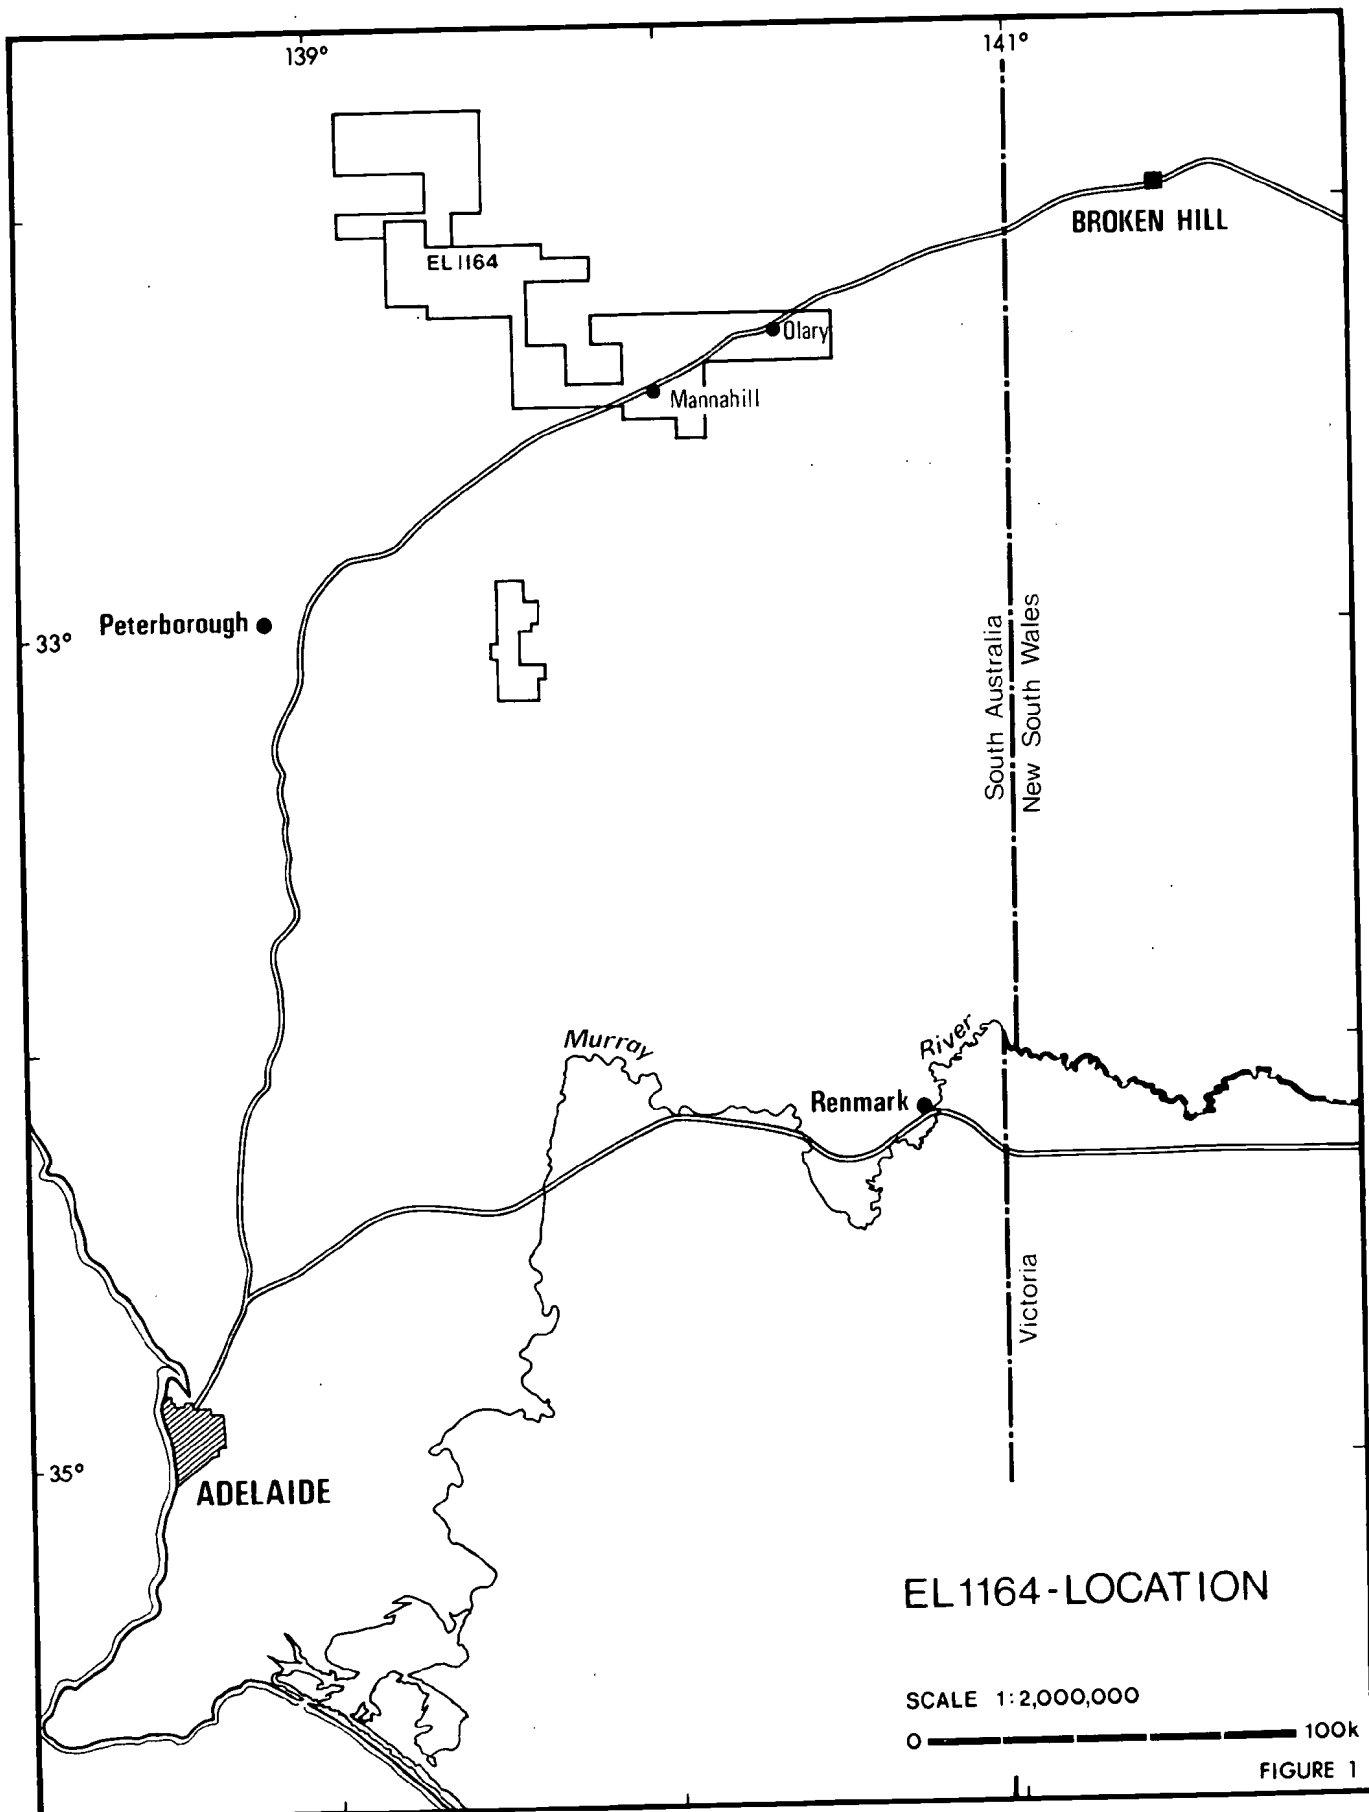 139°
141°
BROKEN HILL
EL 1164
Olary
Mannahill
Peterborough
33°
South Australia
New South Wales
Murray
River
Renmark
Victoria
35°
ADELAIDE
EL 1164-LOCATION
SCALE 1:2,000,000
0
100k
FIGURE 1